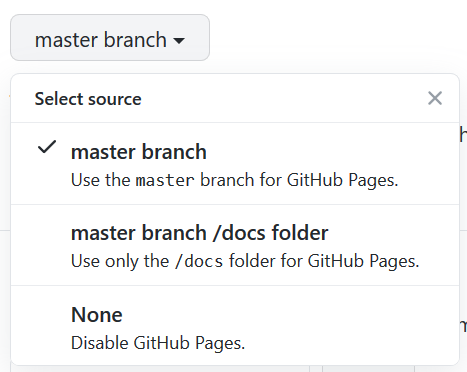 master branch
Select source
master branch
Use the master branch for GitHub Pages.
master branch /docs folder
Use only the /docs folder for GitHub Pages.
None
Disable GitHub Pages.